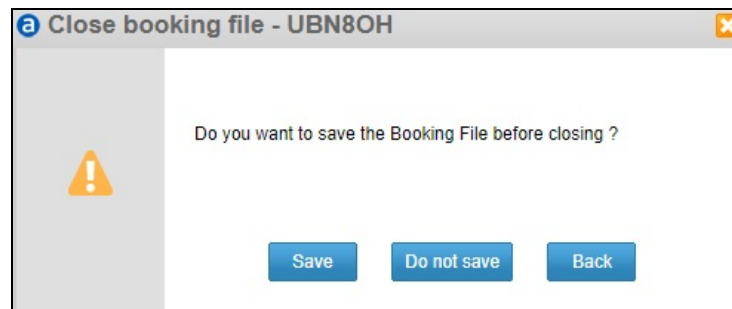 a Close booking file - UBN8OH
Do you want to save the Booking File before closing ?
Save Do not save Back